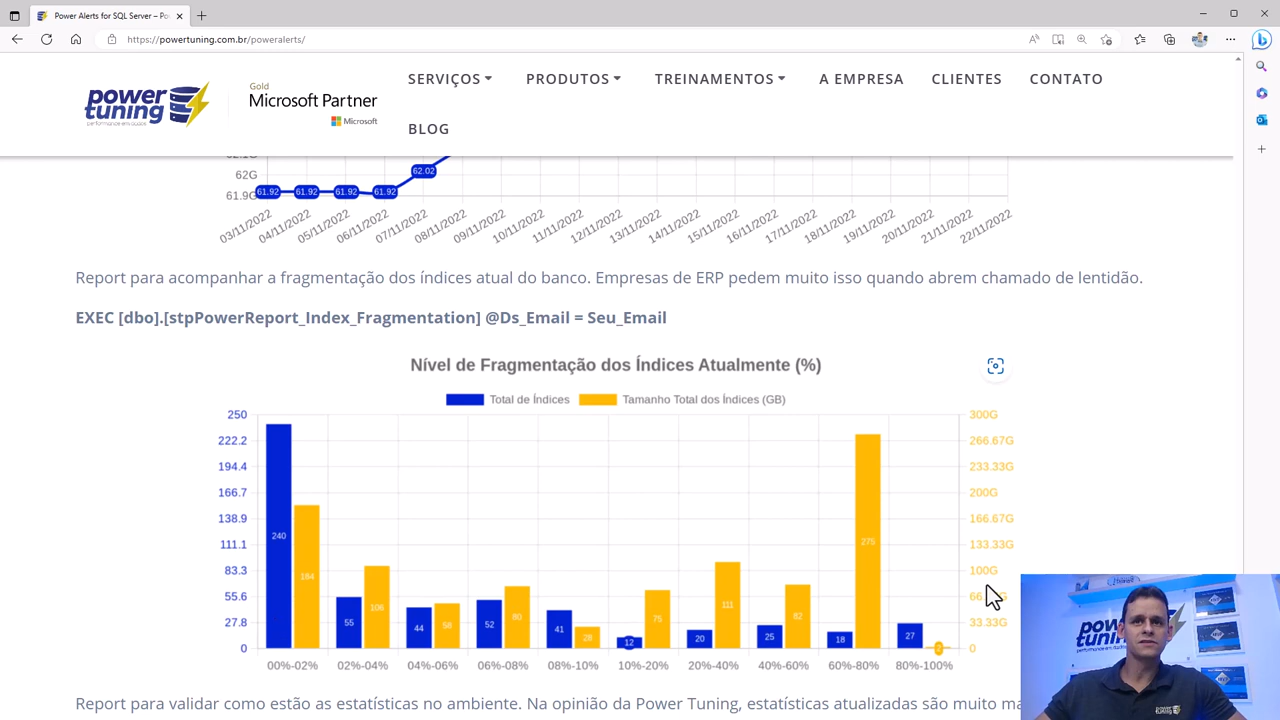 Power Alerts for SQL Server – Po
https://powertuning.com.br/poweralerts/
power
tuning
performance em dados
Gold
Microsoft Partner
Microsoft
SERVIÇOS
PRODUTOS
TREINAMENTOS
A EMPRESA
CLIENTES
CONTATO
BLOG
62G
61.9G
61.92 61.92 61.92 61.92 62.02
03/11/2022 04/11/2022 05/11/2022 06/11/2022 07/11/2022 08/11/2022 09/11/2022 10/11/2022 11/11/2022 12/11/2022 13/11/2022 14/11/2022 15/11/2022 16/11/2022 17/11/2022 18/11/2022 19/11/2022 20/11/2022 21/11/2022 22/11/2022
Report para acompanhar a fragmentação dos índices atual do banco. Empresas de ERP pedem muito isso quando abrem chamado de lentidão.
EXEC [dbo].[stpPowerReport_Index_Fragmentation] @Ds_Email = Seu_Email
Nível de Fragmentação dos Índices Atualmente (%)
Total de Índices Tamanho Total dos Índices (GB)
250 300G
222.2 266.67G
194.4 233.33G
166.7 200G
138.9 166.67G
111.1 133.33G
83.3 100G
55.6
27.8 33.33G
0 0
240 164 55 106 44 58 52 80 41 28 12 75 20 111 25 82 18 275 27
00%-02% 02%-04% 04%-06% 06%-08% 08%-10% 10%-20% 20%-40% 40%-60% 60%-80% 80%-100%
Report para validar como estão as estatísticas no ambiente. Na opinião da Power Tuning, estatísticas atualizadas são muito
power
tuning